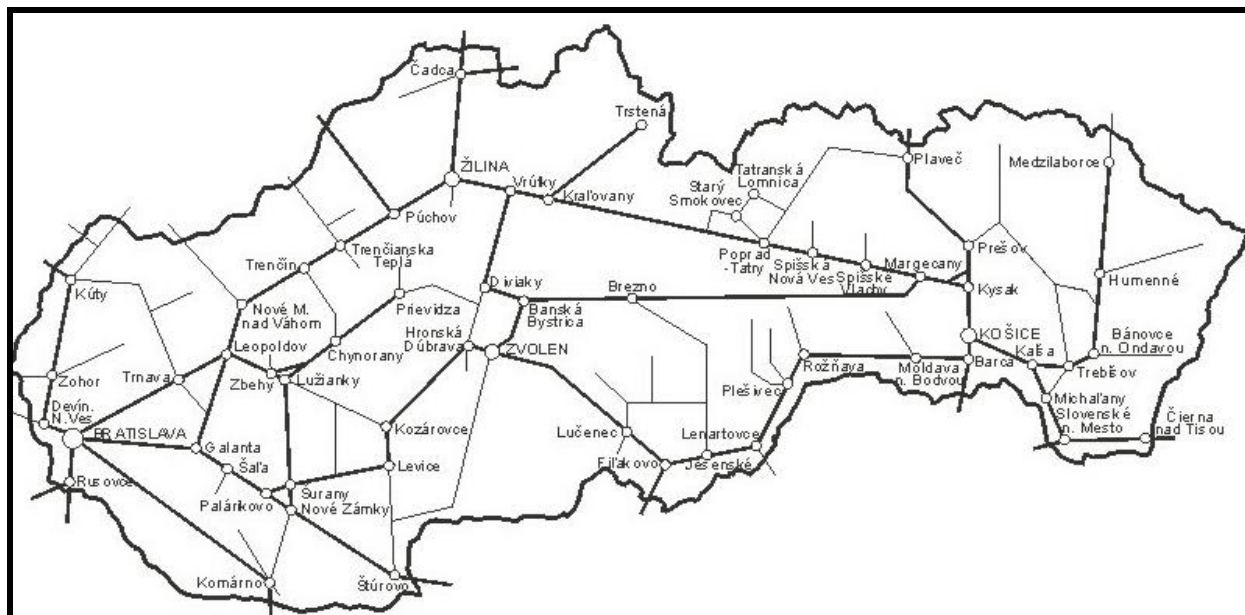 Čadca
Trstená
ŽILINA
Vrútky
Kraľovany
Plaveč
Medzilaborce
Tatranská
Lomnica
Starý
Smokovec
Púchov
Trenčianska
Teplá
Trenčín
Poprad
-Tatry
Spišská
Nová Ves
Spišské
Vlachy
Margecany
Prešov
Kysak
Humenné
Kúty
Nové M.
nad Váhom
Prievidza
Diviaky
Banská
Bystrica
Brezno
Hronská
Dúbrava
ZVOLEN
Leopoldov
Chynorany
KOŠICE
Kalša
Bánovce
n. Ondavou
Zohor
Trnava
Zbehy
Lužianky
Rožňava
Moldava
n. Bodvou
Barca
Trebišov
Plešivec
Michaľany
Devín.
N.Ves
BRATISLAVA
Galanta
Kozárovce
Lučenec
Lenartovce
Slovenské
n. Mesto
Čierna
nad Tisou
Šaľa
Levice
Fiľakovo
Jesenské
Rusovce
Palárikovo
Šurany
Nové Zámky
Komárno
Štúrovo